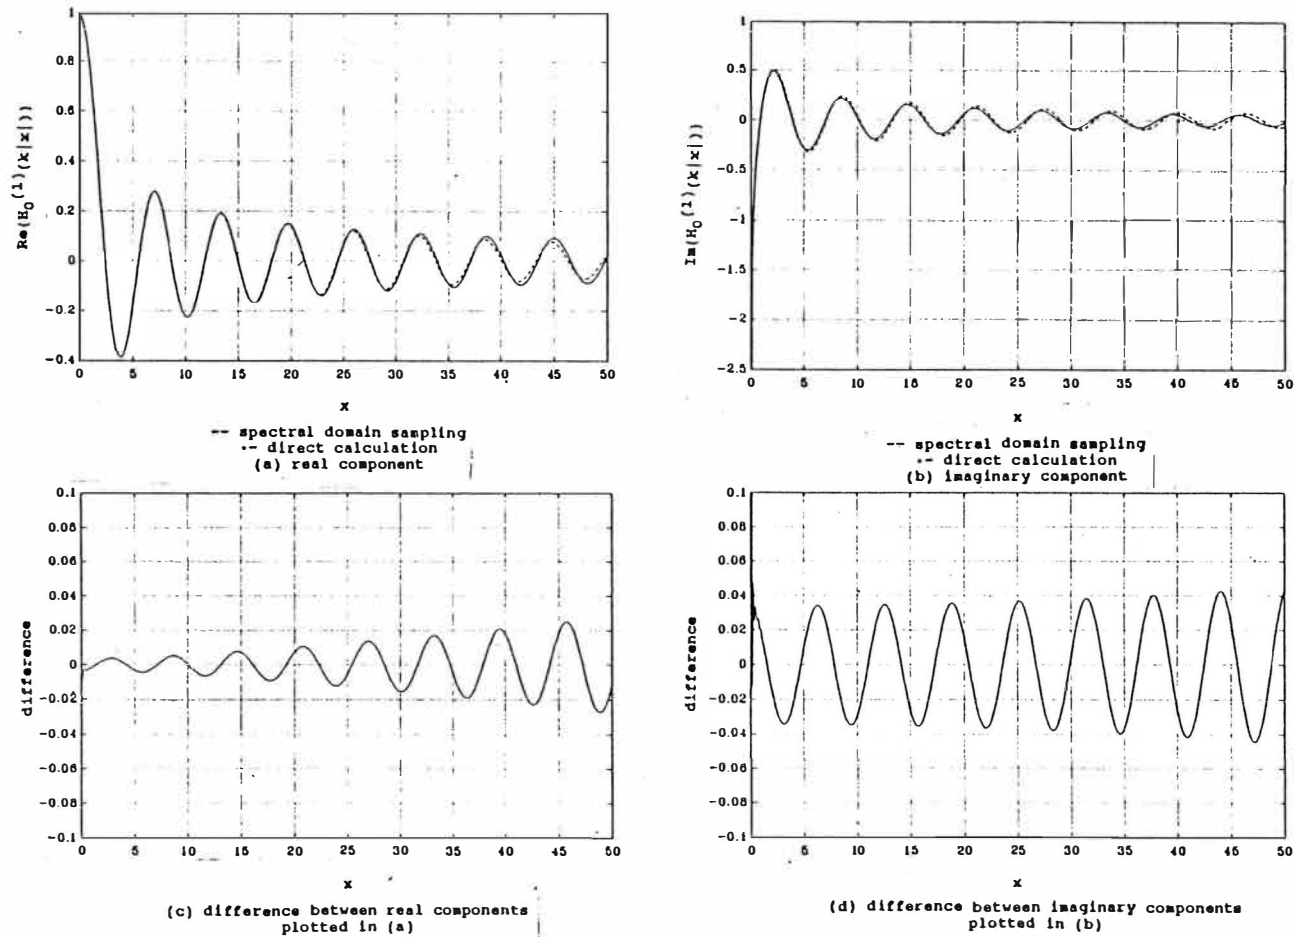 1
0.8
0.6
0.4
0.2
0
-0.2
-0.4
Re(H0(1)(k|x|))
0 5 10 15 20 25 30 35 40 45 50
x
-- spectral domain sampling
·- direct calculation
(a) real component
1
0.5
0
-0.5
-1
-1.5
-2
-2.5
Im(H0(1)(k|x|))
0 5 10 15 20 25 30 35 40 45 50
x
-- spectral domain sampling
·- direct calculation
(b) imaginary component
0.1
0.08
0.06
0.04
0.02
0
-0.02
-0.04
-0.06
-0.08
-0.1
difference
0 5 10 15 20 25 30 35 40 45 50
x
(c) difference between real components
plotted in (a)
0.1
0.08
0.06
0.04
0.02
0
-0.02
-0.04
-0.06
-0.08
-0.1
difference
0 5 10 15 20 25 30 35 40 45 50
x
(d) difference between imaginary components
plotted in (b)